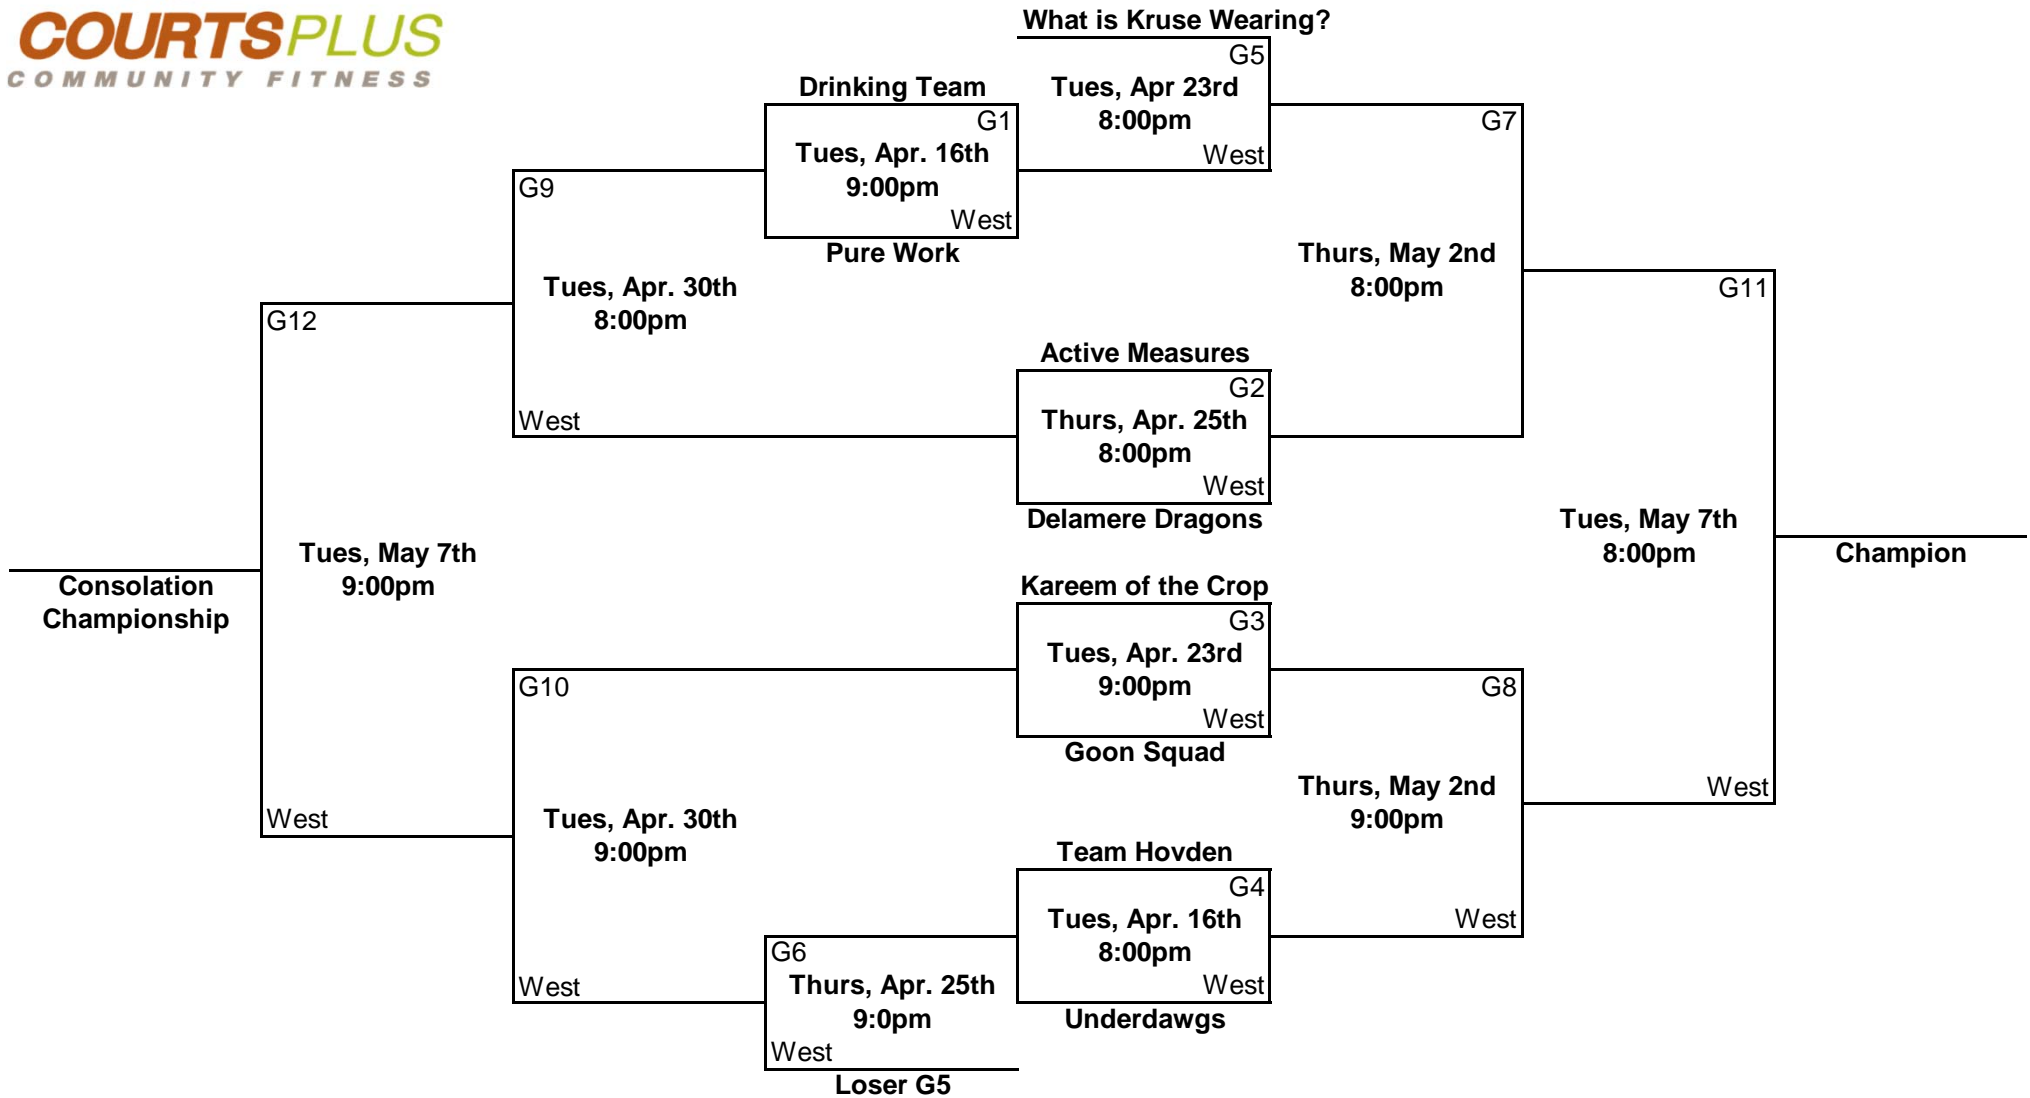 COURTSPLUS
COMMUNITY FITNESS
What is Kruse Wearing?
G5
Drinking Team
Tues, Apr 23rd
G1
8:00pm
G7
Tues, Apr. 16th
West
G9
9:00pm
West
Pure Work
Thurs, May 2nd
Tues, Apr. 30th
8:00pm
G11
G12
8:00pm
Active Measures
G2
West
Thurs, Apr. 25th
8:00pm
West
Delamere Dragons
Tues, May 7th
Tues, May 7th
8:00pm
Champion
Consolation
9:00pm
Kareem of the Crop
Championship
G3
Tues, Apr. 23rd
G10
9:00pm
G8
West
Goon Squad
Thurs, May 2nd
West
West
Tues, Apr. 30th
9:00pm
9:00pm
Team Hovden
G4
Tues, Apr. 16th
West
G6
8:00pm
West
Thurs, Apr. 25th
West
9:0pm
Underdawgs
West
Loser G5